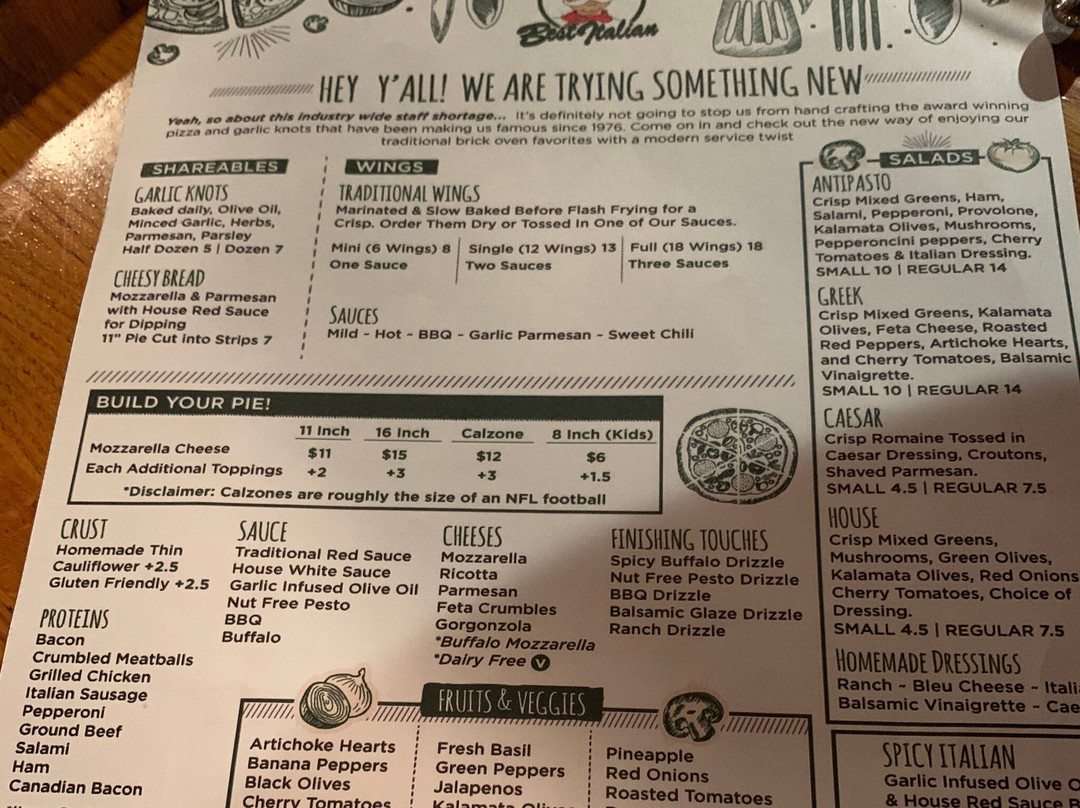 Best Italian
HEY Y'ALL! WE ARE TRYING SOMETHING NEW
Yeah, so about this industry wide staff shortage... It's definitely not going to stop us from hand crafting the award winning
pizza and garlic knots that have been making us famous since 1976. Come on in and check out the new way of enjoying our
traditional brick oven favorites with a modern service twist
SHAREABLES
GARLIC KNOTS
Baked daily, Olive Oil,
Minced Garlic, Herbs,
Parmesan, Parsley
Half Dozen 5 | Dozen 7
CHEESY BREAD
Mozzarella & Parmesan
with House Red Sauce
for Dipping
11" Pie Cut into Strips 7
WINGS
TRADITIONAL WINGS
Marinated & Slow Baked Before Flash Frying for a
Crisp. Order Them Dry or Tossed in One of Our Sauces.
Mini (6 Wings) 8 Single (12 Wings) 13 Full (18 Wings) 18
One Sauce Two Sauces Three Sauces
SAUCES
Mild - Hot - BBQ - Garlic Parmesan - Sweet Chili
SALADS
ANTIPASTO
Crisp Mixed Greens, Ham,
Salami, Pepperoni, Provolone,
Kalamata Olives, Mushrooms,
Pepperoncini peppers, Cherry
Tomatoes & Italian Dressing.
SMALL 10 | REGULAR 14
GREEK
Crisp Mixed Greens, Kalamata
Olives, Feta Cheese, Roasted
Red Peppers, Artichoke Hearts,
and Cherry Tomatoes, Balsamic
Vinaigrette.
SMALL 10 | REGULAR 14
CAESAR
Crisp Romaine Tossed in
Caesar Dressing, Croutons,
Shaved Parmesan.
SMALL 4.5 | REGULAR 7.5
HOUSE
Crisp Mixed Greens,
Mushrooms, Green Olives,
Kalamata Olives, Red Onions
Cherry Tomatoes, Choice of
Dressing.
SMALL 4.5 | REGULAR 7.5
HOMEMADE DRESSINGS
Ranch ~ Bleu Cheese ~ Itali
Balsamic Vinaigrette ~ Cae
BUILD YOUR PIE!
11 Inch 16 Inch Calzone 8 Inch (Kids)
Mozzarella Cheese $11 $15 $12 $6
Each Additional Toppings +2 +3 +3 +1.5
*Disclaimer: Calzones are roughly the size of an NFL football
CRUST
Homemade Thin
Cauliflower +2.5
Gluten Friendly +2.5
PROTEINS
Bacon
Crumbled Meatballs
Grilled Chicken
Italian Sausage
Pepperoni
Ground Beef
Salami
Ham
Canadian Bacon
SAUCE
Traditional Red Sauce
House White Sauce
Garlic Infused Olive Oil
Nut Free Pesto
BBQ
Buffalo
CHEESES
Mozzarella
Ricotta
Parmesan
Feta Crumbles
Gorgonzola
*Buffalo Mozzarella
*Dairy Free V
FINISHING TOUCHES
Spicy Buffalo Drizzle
Nut Free Pesto Drizzle
BBQ Drizzle
Balsamic Glaze Drizzle
Ranch Drizzle
FRUITS & VEGGIES
Artichoke Hearts
Banana Peppers
Black Olives
Cherry Tomatoes
Fresh Basil
Green Peppers
Jalapenos
Kalamata Olives
Pineapple
Red Onions
Roasted Tomatoes
SPICY ITALIAN
Garlic Infused Olive O
& House Red Sauce